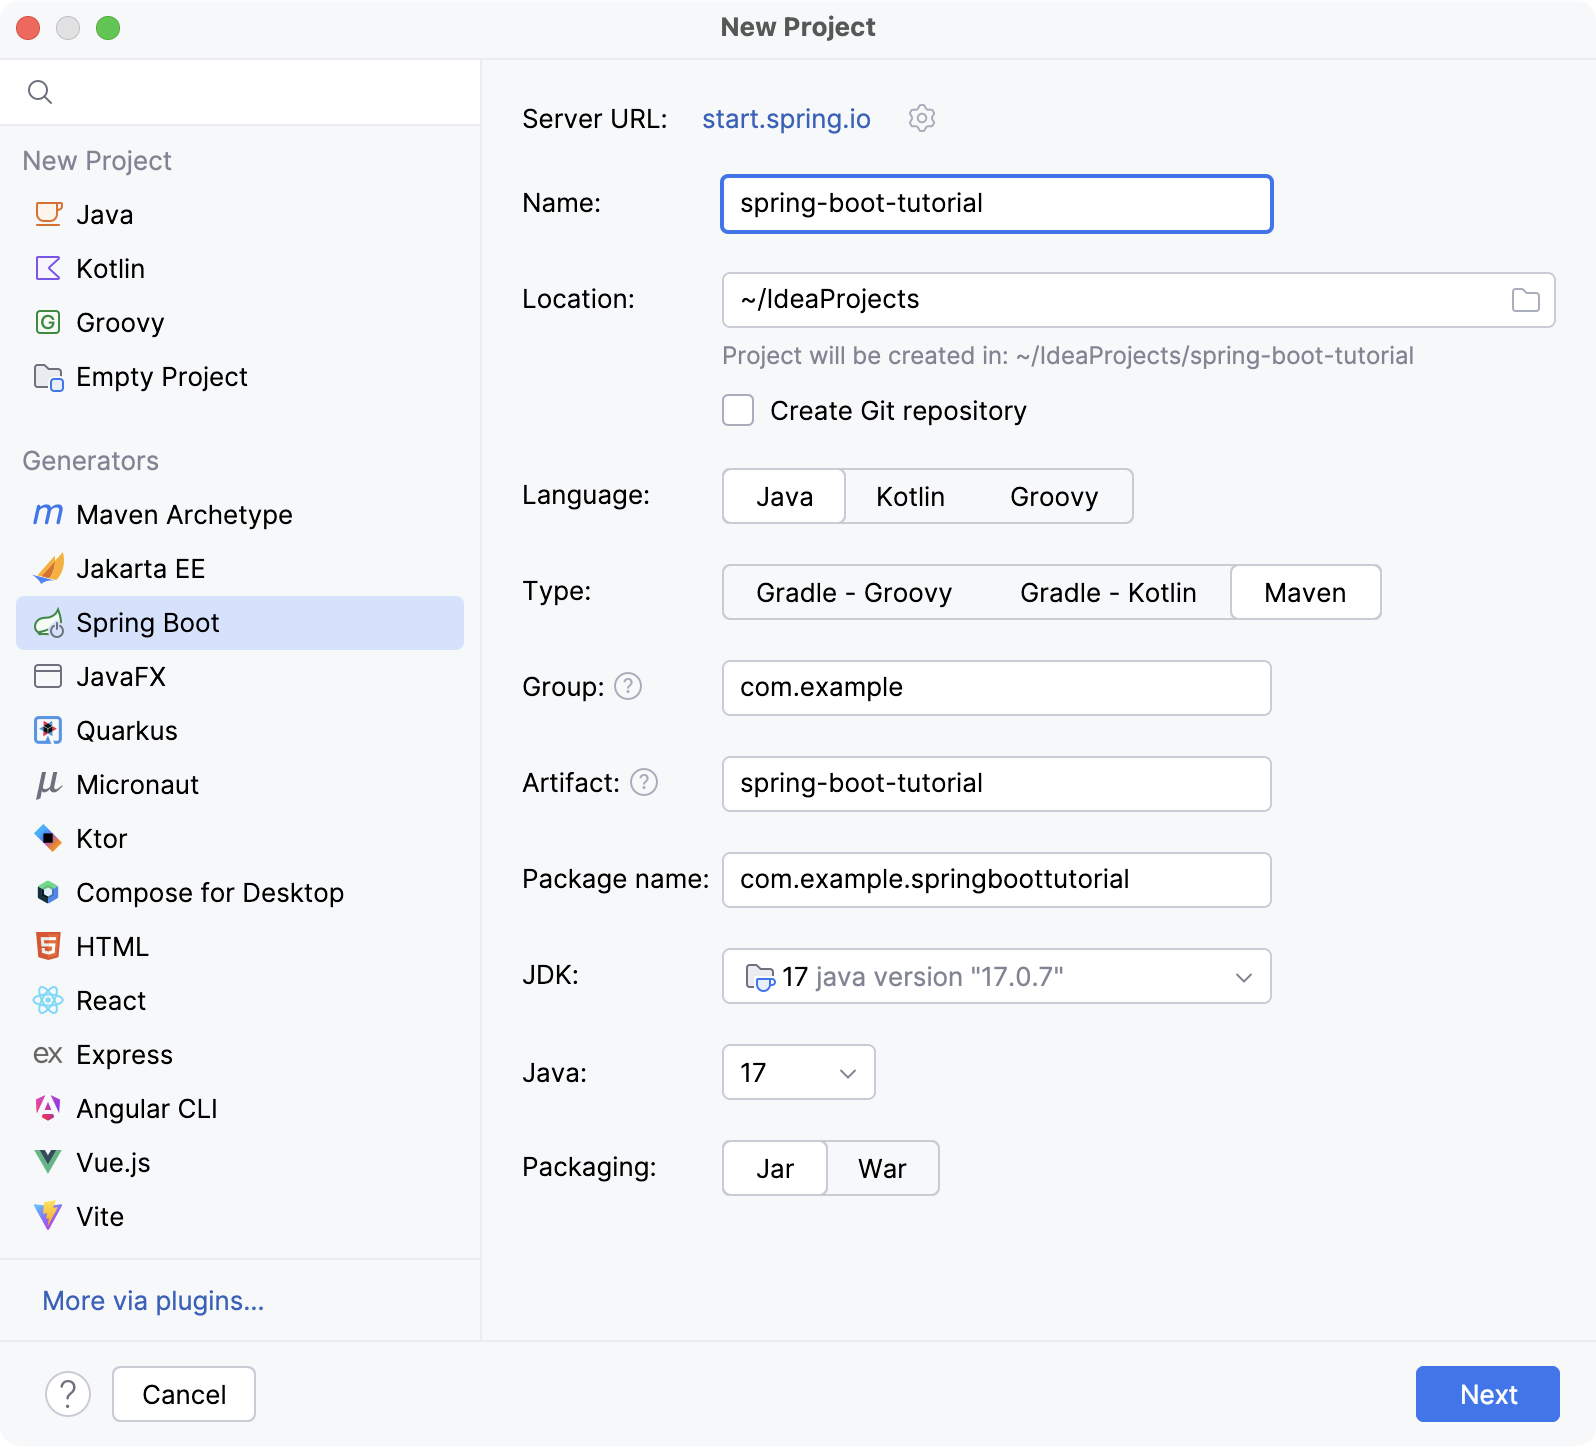 New Project
New Project
Java
Kotlin
Groovy
Empty Project
Generators
Maven Archetype
Jakarta EE
Spring Boot
JavaFX
Quarkus
Micronaut
Ktor
Compose for Desktop
HTML
React
Express
Angular CLI
Vue.js
Vite
More via plugins...
Server URL: start.spring.io
Name: spring-boot-tutorial
Location: ~/IdeaProjects
Project will be created in: ~/IdeaProjects/spring-boot-tutorial
Create Git repository
Language: Java Kotlin Groovy
Type: Gradle - Groovy Gradle - Kotlin Maven
Group: ? com.example
Artifact: ? spring-boot-tutorial
Package name: com.example.springboottutorial
JDK: 17 java version "17.0.7"
Java: 17
Packaging: Jar War
? Cancel Next